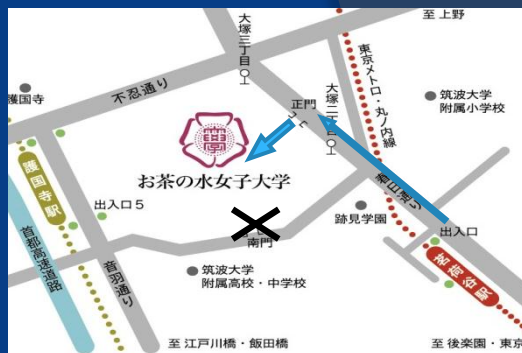 至 上野
大塚三丁目
不忍通り
護国寺
正門
大塚二丁目
東京メトロ・丸ノ内線
筑波大学
附属小学校
お茶の水女子大学
春日通り
護国寺駅
出入口５
跡見学園
出入口
南門
首都高速道路
音羽通り
筑波大学
附属高校・中学校
茗荷谷駅
至 江戸川橋・飯田橋
至 後楽園・東京